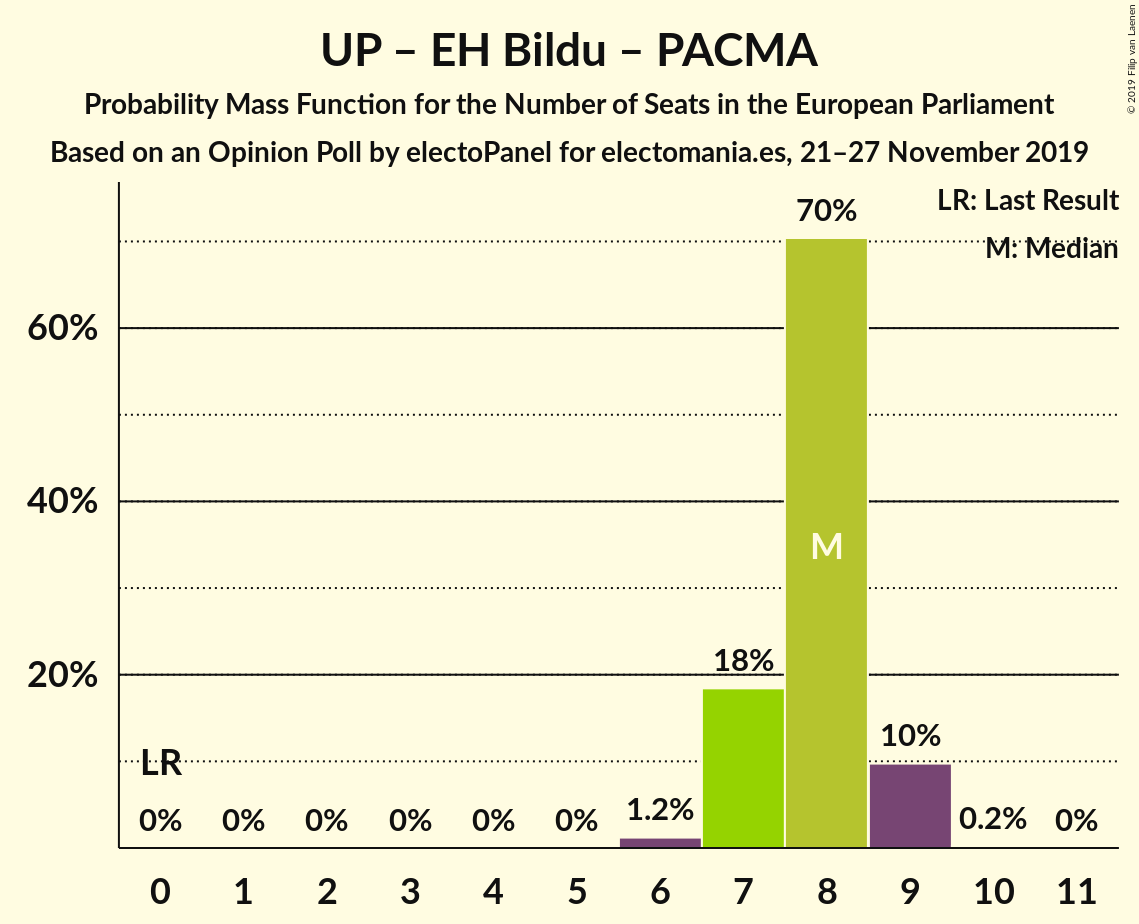 UP – EH Bildu – PACMA
Probability Mass Function for the Number of Seats in the European Parliament
Based on an Opinion Poll by electoPanel for electomania.es, 21–27 November 2019
© 2019 Filip van Laenen
LR: Last Result
M: Median
60%
40%
20%
LR
M
0%
0%
0%
0%
0%
0%
1.2%
18%
70%
10%
0.2%
0%
0 1 2 3 4 5 6 7 8 9 10 11